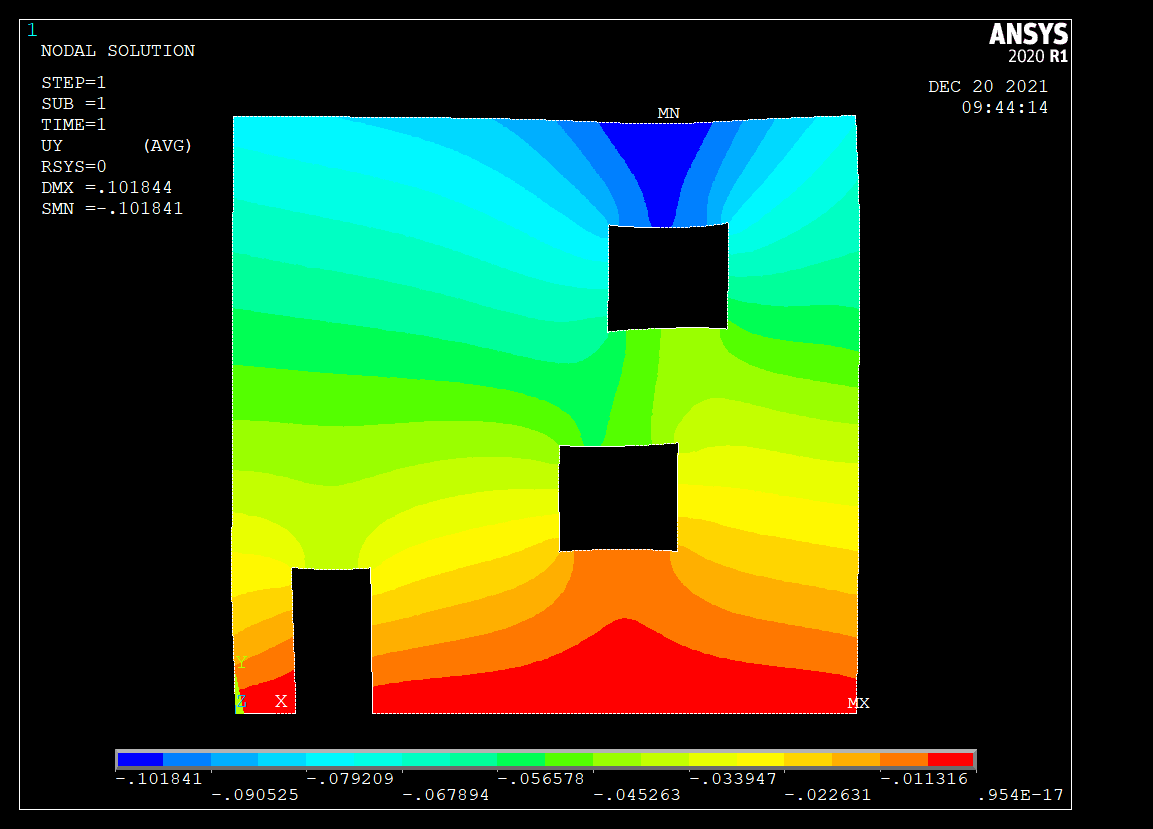 1
NODAL SOLUTION
STEP=1
SUB =1
TIME=1
UY (AVG)
RSYS=0
DMX =.101844
SMN =-.101841
ANSYS
2020 R1
DEC 20 2021
09:44:14
MN
Y
Z X
MX
-.101841 -.079209 -.056578 -.033947 -.011316
-.090525 -.067894 -.045263 -.022631 .954E-17